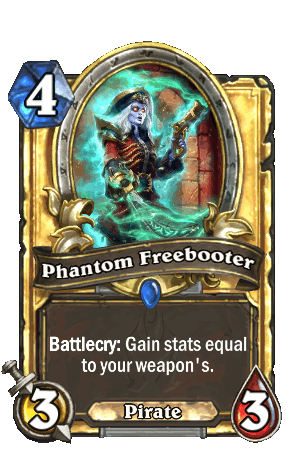 4
Phantom Freebooter
Battlecry: Gain stats equal
to your weapon's.
3
Pirate
3